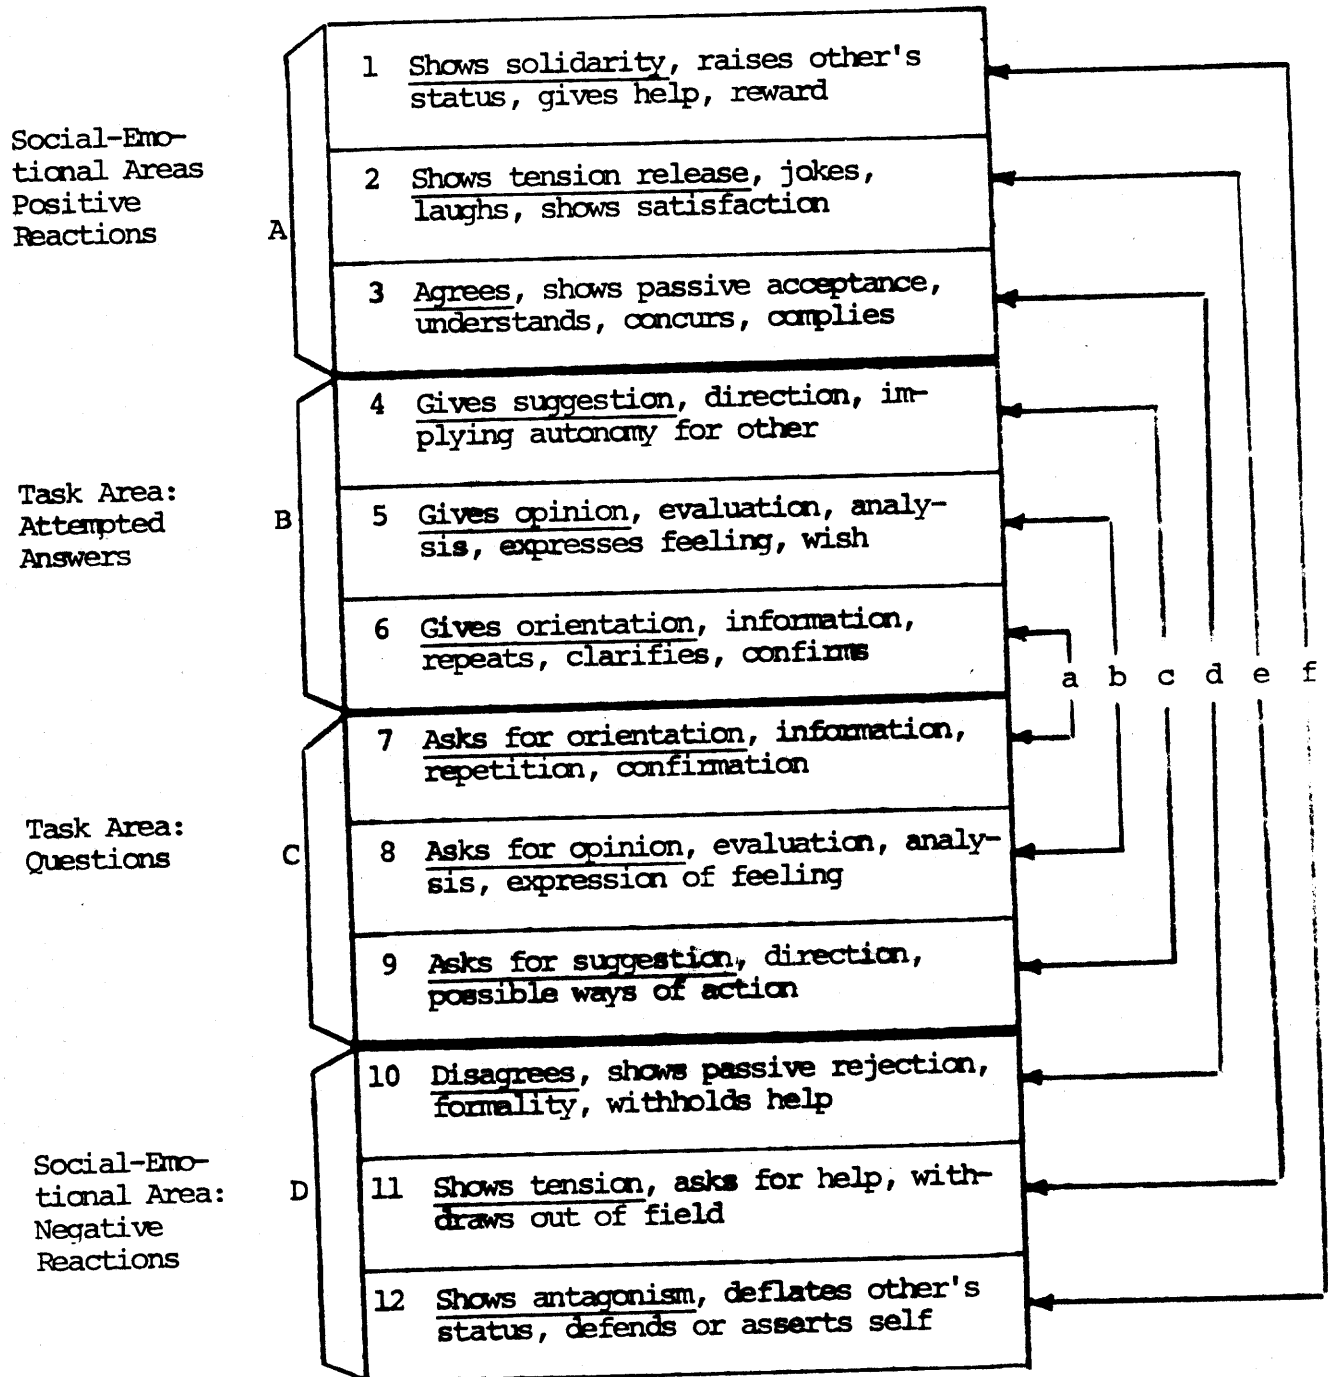 1 Shows solidarity, raises other's
status, gives help, reward
Social-Emo-
tional Areas
Positive
Reactions
A
2 Shows tension release, jokes,
laughs, shows satisfaction
3 Agrees, shows passive acceptance,
understands, concurs, complies
4 Gives suggestion, direction, im-
plying autonomy for other
Task Area:
Attempted
Answers
B
5 Gives opinion, evaluation, analy-
sis, expresses feeling, wish
6 Gives orientation, information,
repeats, clarifies, confirms
a b c d e f
7 Asks for orientation, information,
repetition, confirmation
Task Area:
Questions
C
8 Asks for opinion, evaluation, analy-
sis, expression of feeling
9 Asks for suggestion, direction,
possible ways of action
10 Disagrees, shows passive rejection,
formality, withholds help
Social-Emo-
tional Area:
Negative
Reactions
D
11 Shows tension, asks for help, with-
draws out of field
12 Shows antagonism, deflates other's
status, defends or asserts self